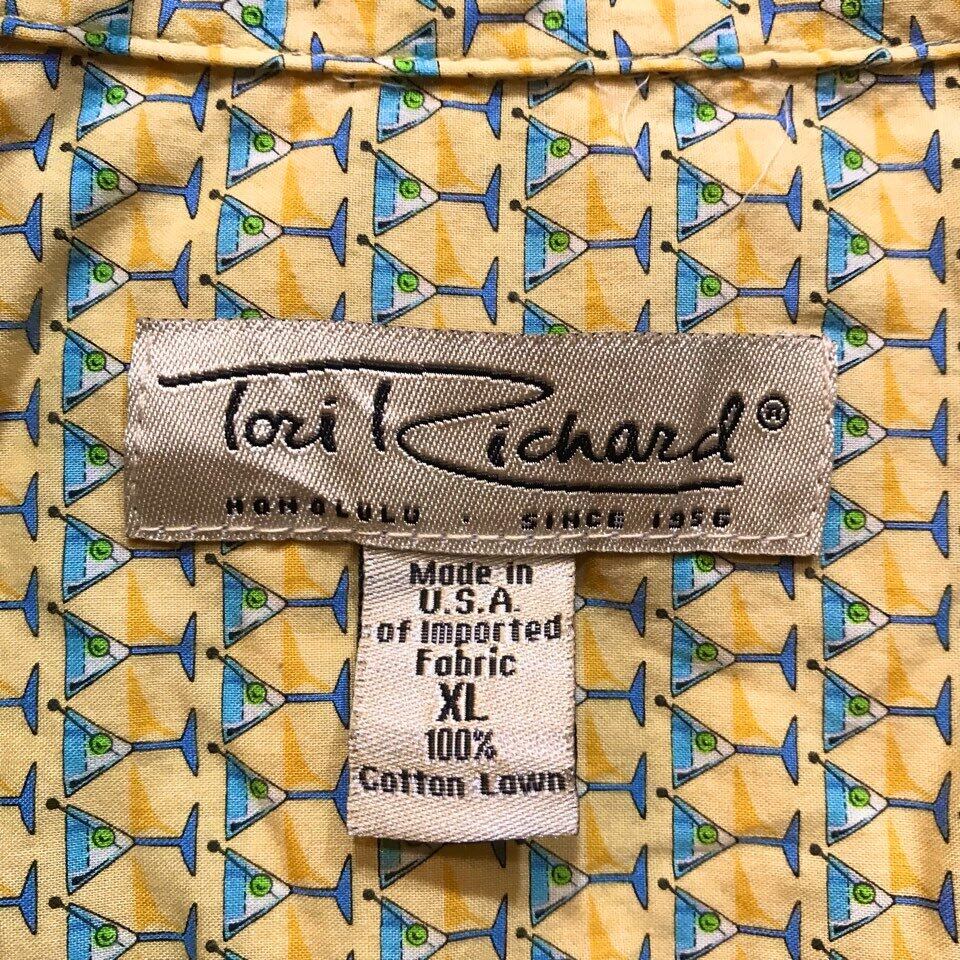 Tori Richard®
HONOLULU · SINCE 1956
Made in
U.S.A.
of Imported
Fabric
XL
100%
Cotton Lawn